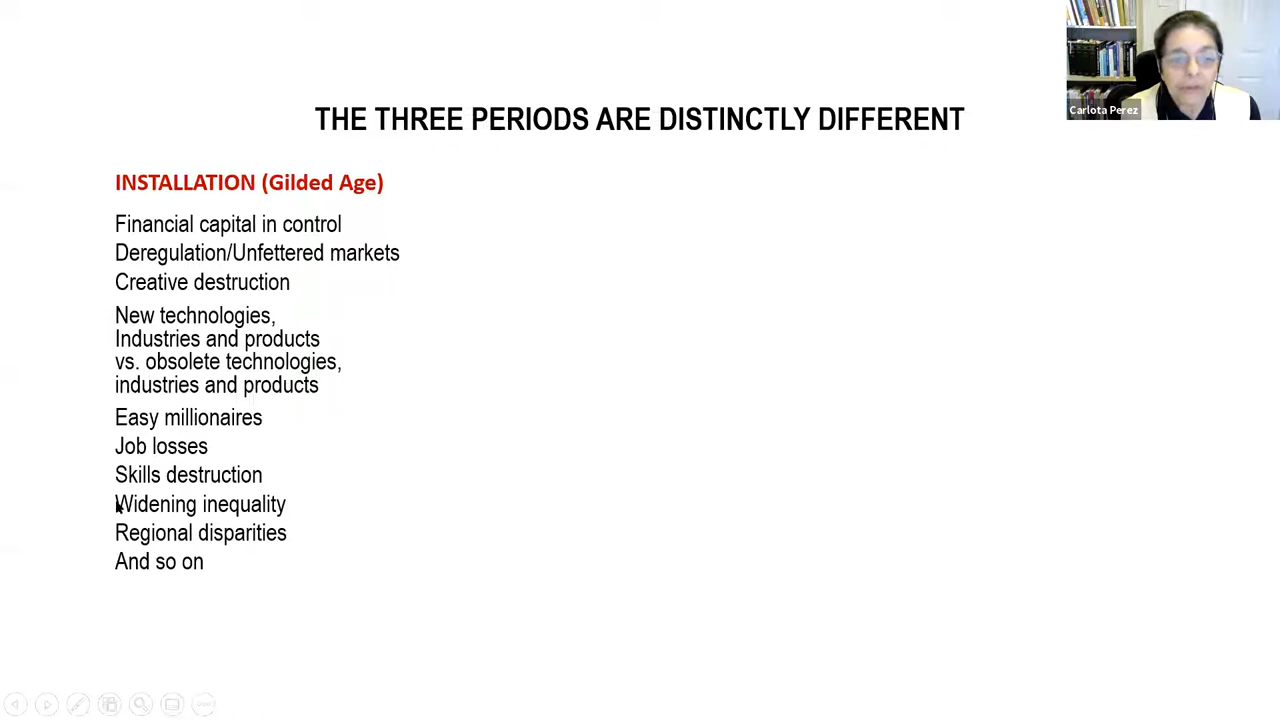 Carlota Perez
THE THREE PERIODS ARE DISTINCTLY DIFFERENT
INSTALLATION (Gilded Age)
Financial capital in control
Deregulation/Unfettered markets
Creative destruction
New technologies,
Industries and products
vs. obsolete technologies,
industries and products
Easy millionaires
Job losses
Skills destruction
Widening inequality
Regional disparities
And so on